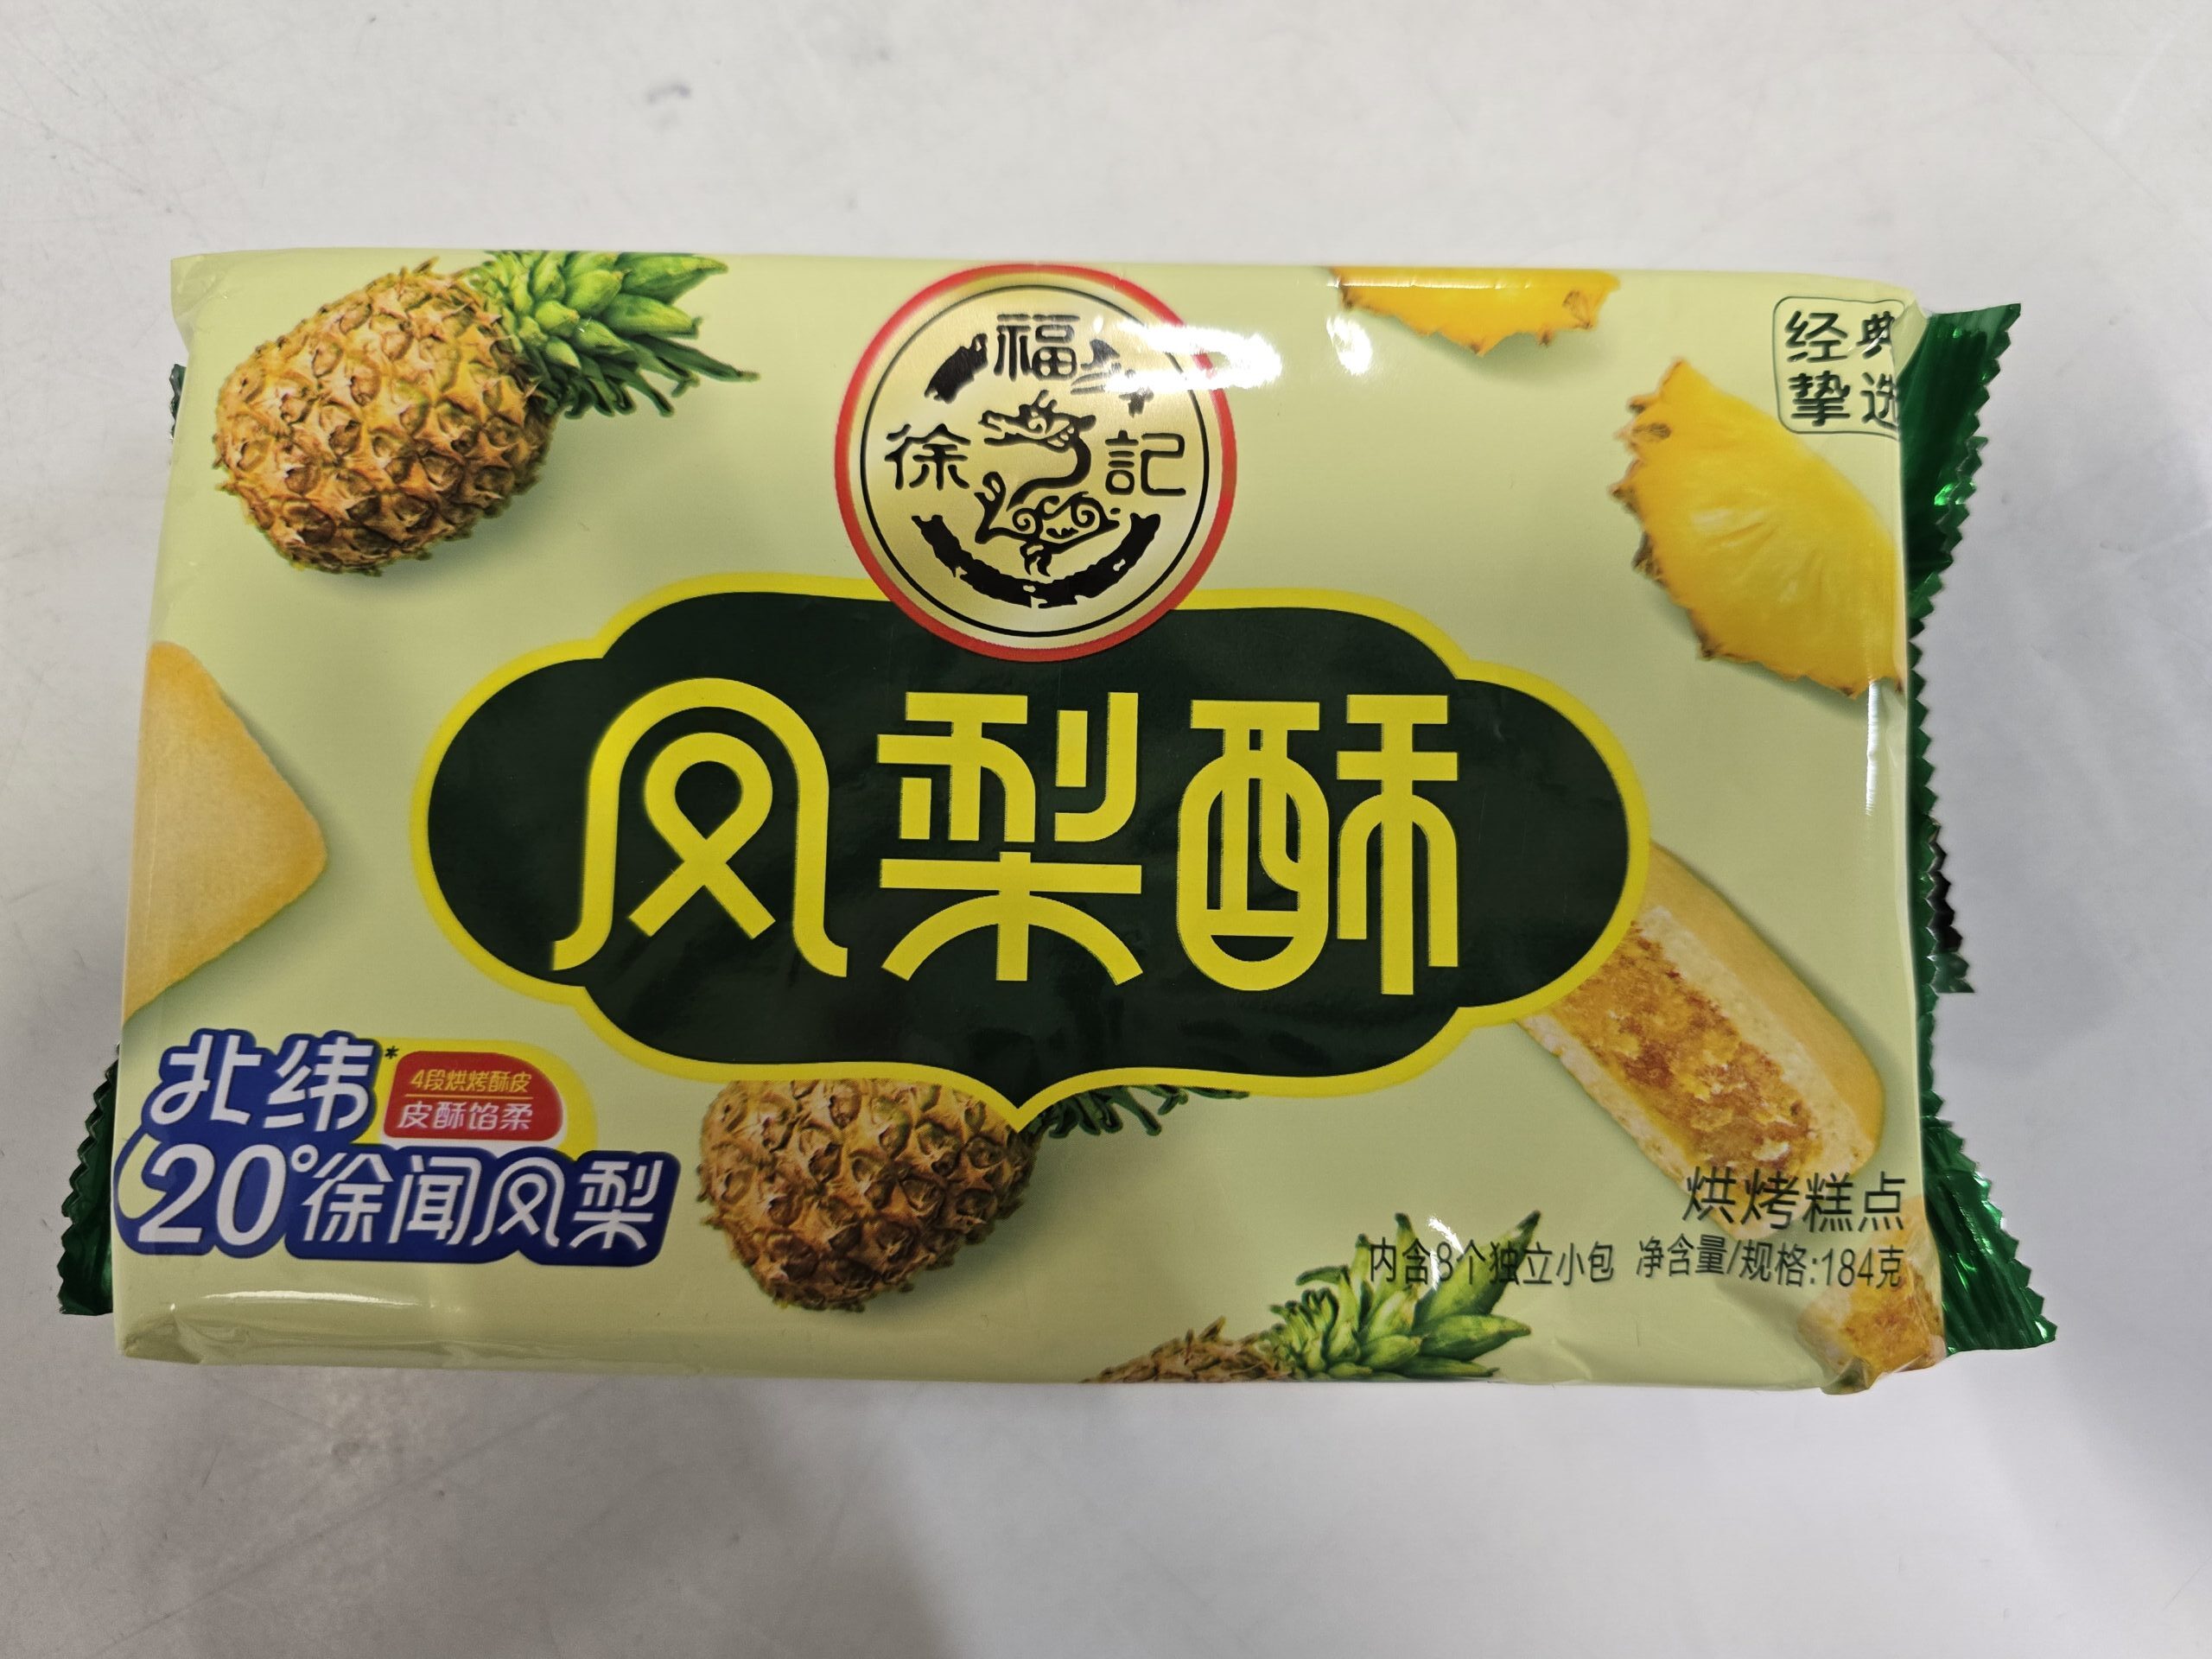 福
徐 記
经典
挚选
凤梨酥
北纬*
4段烘烤酥皮
皮酥馅柔
20°徐闻凤梨
烘烤糕点
内含8个独立小包 净含量/规格:184克